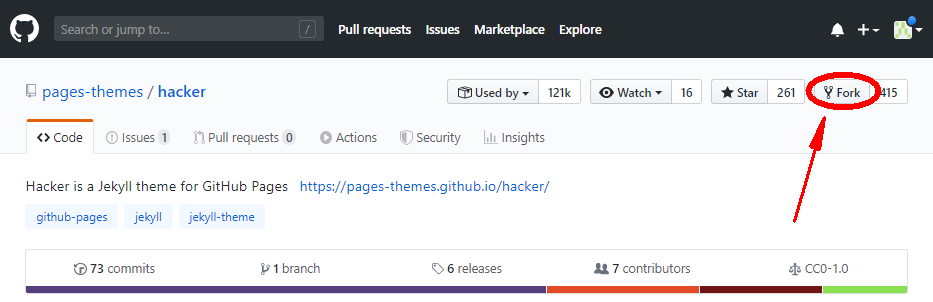 Search or jump to... / Pull requests Issues Marketplace Explore
pages-themes / hacker Used by 121k Watch 16 Star 261 Fork 415
Code Issues 1 Pull requests 0 Actions Security Insights
Hacker is a Jekyll theme for GitHub Pages https://pages-themes.github.io/hacker/
github-pages jekyll jekyll-theme
73 commits 1 branch 6 releases 7 contributors CC0-1.0